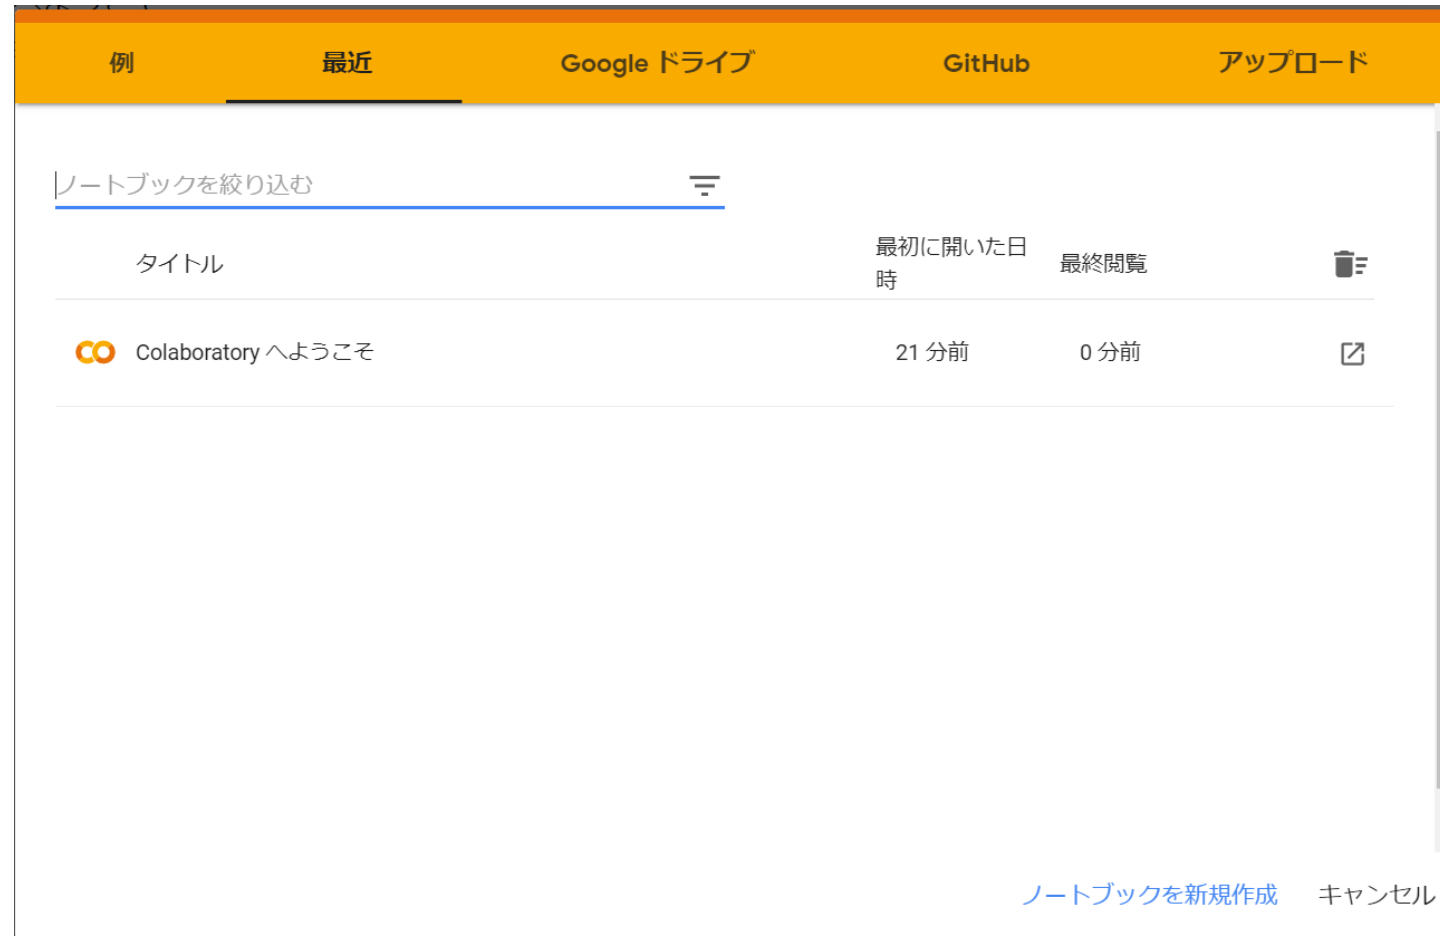 例 最近 Google ドライブ GitHub アップロード
ノートブックを絞り込む
タイトル 最初に開いた日時 最終閲覧
Colaboratory へようこそ 21 分前 0 分前
ノートブックを新規作成 キャンセル